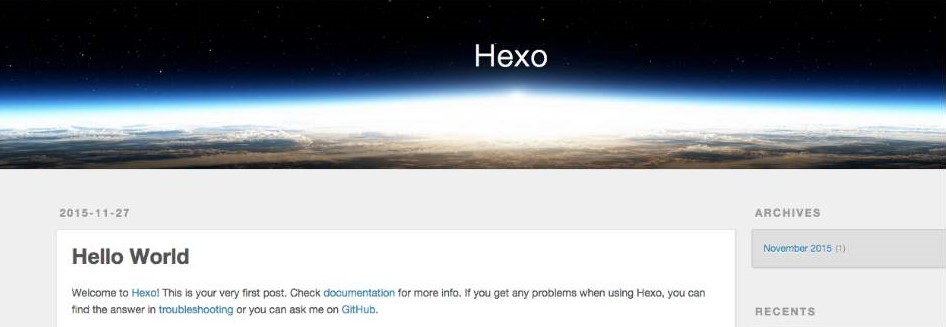 Hexo
2015-11-27
Hello World
Welcome to Hexo! This is your very first post. Check documentation for more info. If you get any problems when using Hexo, you can
find the answer in troubleshooting or you can ask me on GitHub.
ARCHIVES
November 2015 (1)
RECENTS